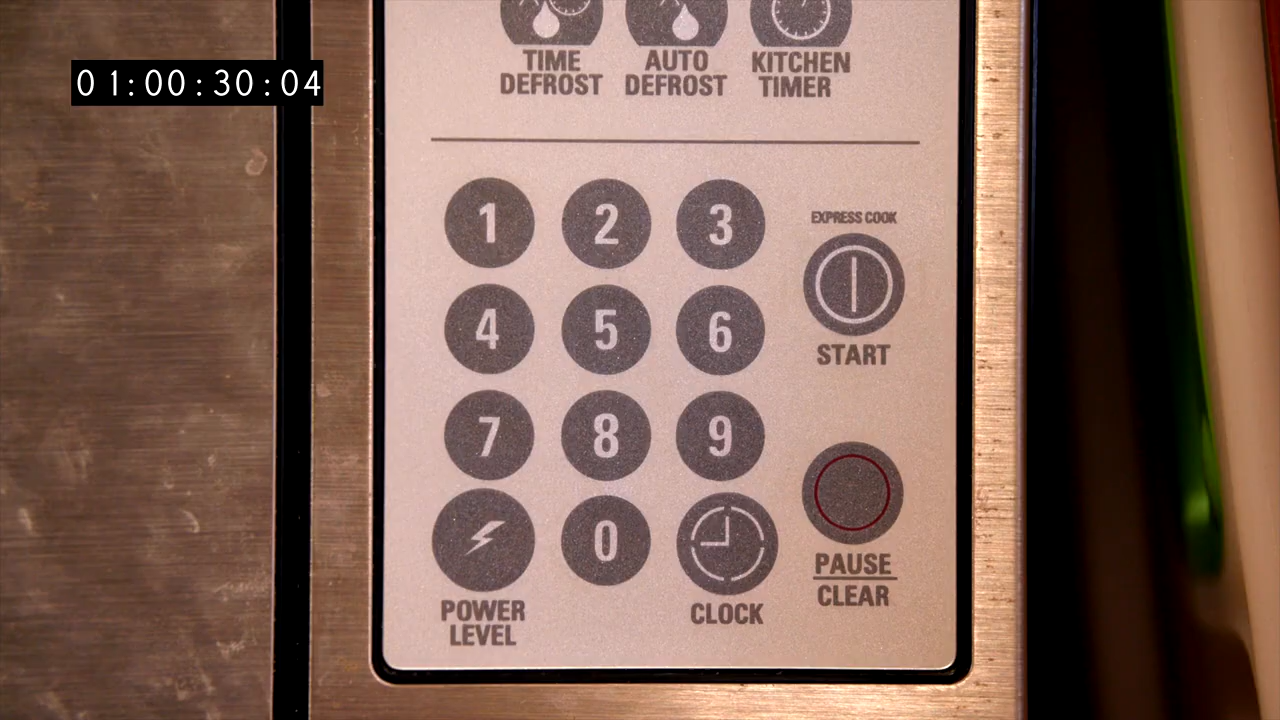 01:00:30:04
TIME DEFROST
AUTO DEFROST
KITCHEN TIMER
1 2 3
EXPRESS COOK
START
4 5 6
7 8 9
0
PAUSE
CLEAR
POWER LEVEL
CLOCK